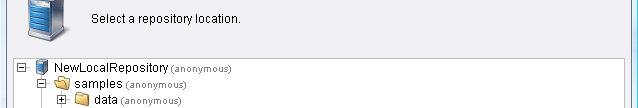 Select a repository location.
NewLocalRepository (anonymous)
samples (anonymous)
data (anonymous)